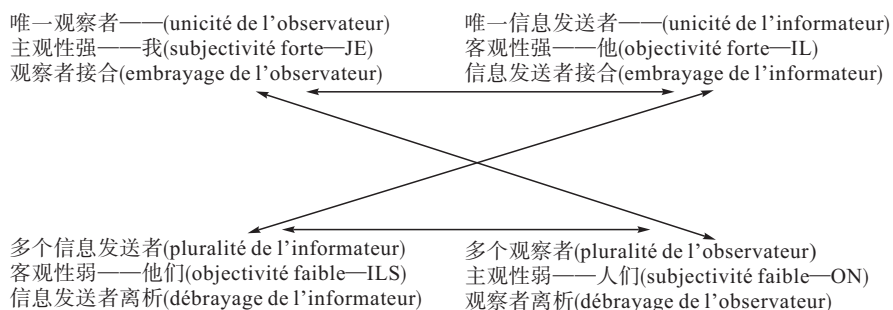 唯一观察者——(unicité de l’observateur)
主观性强——我(subjectivité forte—JE)
观察者接合(embrayage de l’observateur)
唯一信息发送者——(unicité de l’informateur)
客观性强——他(objectivité forte—IL)
信息发送者接合(embrayage de l’informateur)
多个信息发送者(pluralité de l’informateur)
客观性弱——他们(objectivité faible—ILS)
信息发送者离析(débrayage de l’informateur)
多个观察者(pluralité de l’observateur)
主观性弱——人们(subjectivité faible—ON)
观察者离析(débrayage de l’observateur)